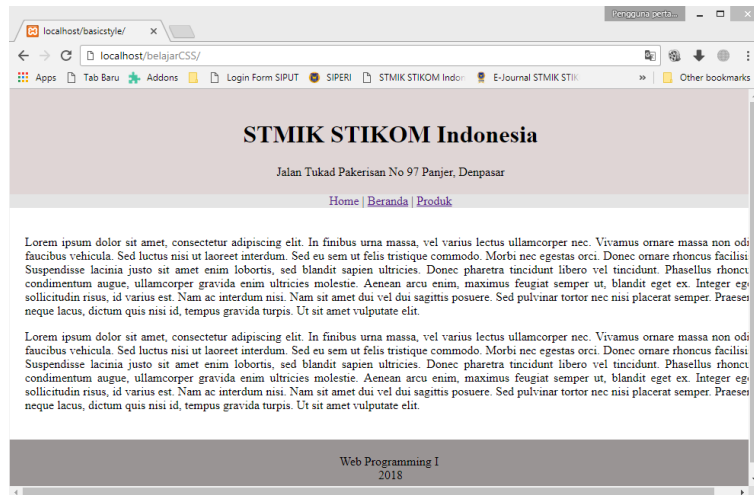 Pengguna perta...
localhost/basicstyle/
localhost/belajarCSS/
Apps Tab Baru Addons Login Form SIPUT SIPERI STMIK STIKOM Indon E-Journal STMIK STIK » Other bookmarks
STMIK STIKOM Indonesia
Jalan Tukad Pakerisan No 97 Panjer, Denpasar
Home | Beranda | Produk
Lorem ipsum dolor sit amet, consectetur adipiscing elit. In finibus urna massa, vel varius lectus ullamcorper nec. Vivamus ornare massa non odi
faucibus vehicula. Sed luctus nisi ut laoreet interdum. Sed eu sem ut felis tristique commodo. Morbi nec egestas orci. Donec ornare rhoncus facilisi
Suspendisse lacinia justo sit amet enim lobortis, sed blandit sapien ultricies. Donec pharetra tincidunt libero vel tincidunt. Phasellus rhoncu
condimentum augue, ullamcorper gravida enim ultricies molestie. Aenean arcu enim, maximus feugiat semper ut, blandit eget ex. Integer ege
sollicitudin risus, id varius est. Nam ac interdum nisi. Nam sit amet dui vel dui sagittis posuere. Sed pulvinar tortor nec nisi placerat semper. Praesen
neque lacus, dictum quis nisi id, tempus gravida turpis. Ut sit amet vulputate elit.
Lorem ipsum dolor sit amet, consectetur adipiscing elit. In finibus urna massa, vel varius lectus ullamcorper nec. Vivamus ornare massa non odi
faucibus vehicula. Sed luctus nisi ut laoreet interdum. Sed eu sem ut felis tristique commodo. Morbi nec egestas orci. Donec ornare rhoncus facilisi
Suspendisse lacinia justo sit amet enim lobortis, sed blandit sapien ultricies. Donec pharetra tincidunt libero vel tincidunt. Phasellus rhoncu
condimentum augue, ullamcorper gravida enim ultricies molestie. Aenean arcu enim, maximus feugiat semper ut, blandit eget ex. Integer ege
sollicitudin risus, id varius est. Nam ac interdum nisi. Nam sit amet dui vel dui sagittis posuere. Sed pulvinar tortor nec nisi placerat semper. Praesen
neque lacus, dictum quis nisi id, tempus gravida turpis. Ut sit amet vulputate elit.
Web Programming I
2018